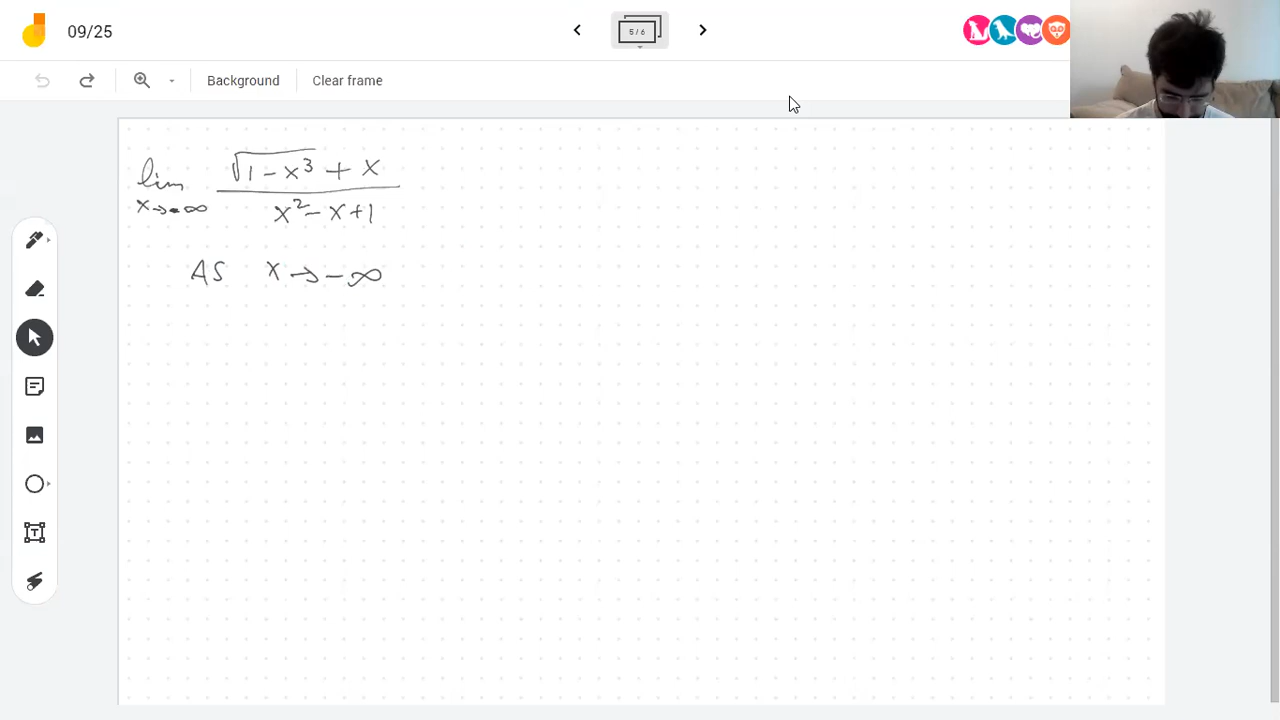 09/25
5 / 6
Background
Clear frame
lim x→-∞ (√(1-x³) + x) / (x²-x+1)
AS x→-∞
T